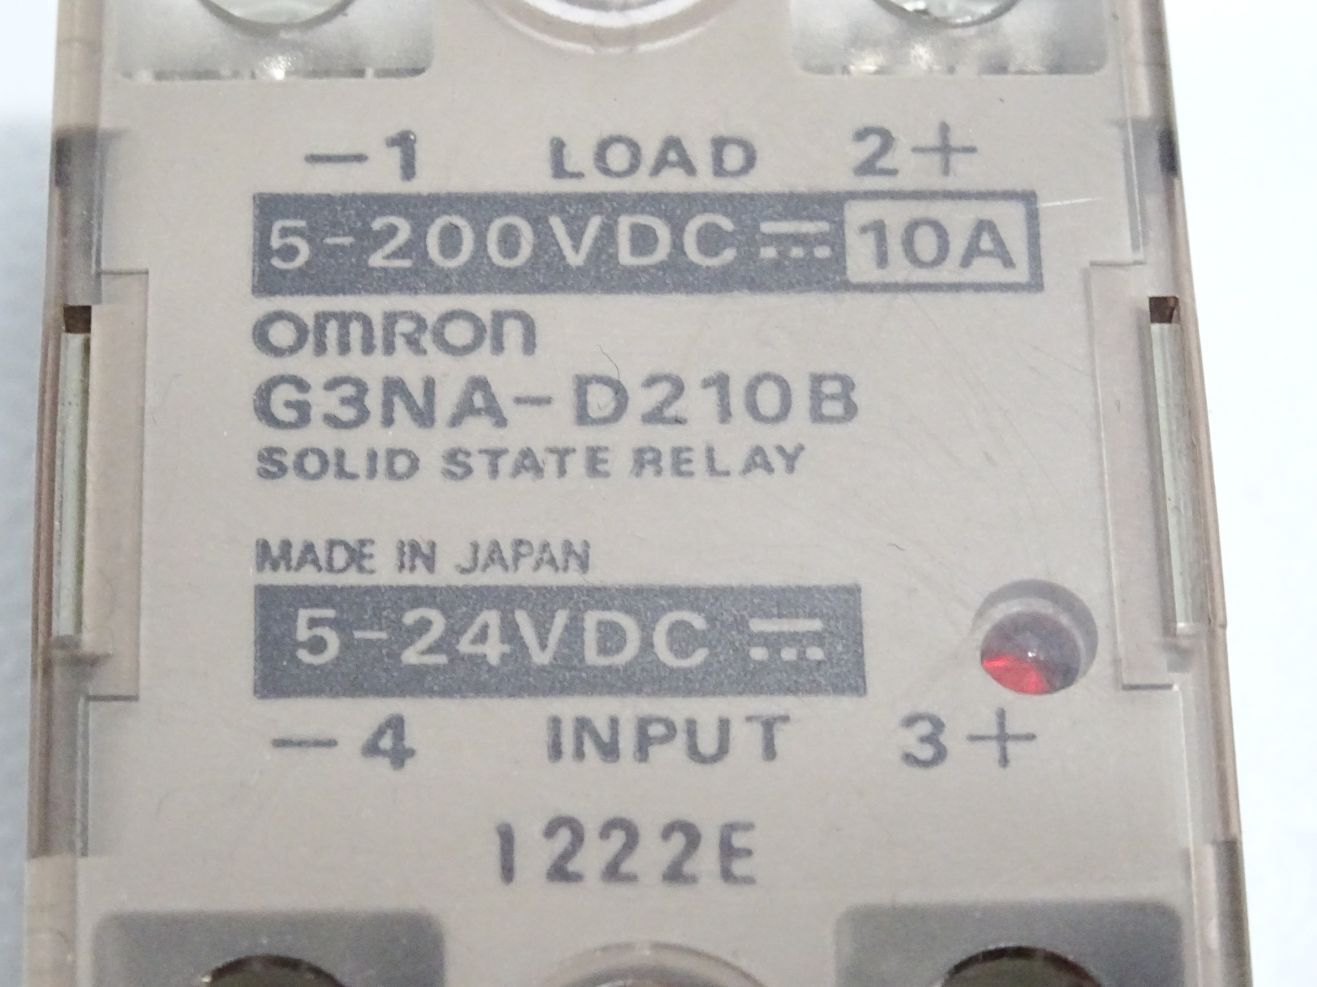 −1 LOAD 2+
5-200VDC ⎓ 10A
omron
G3NA-D210B
SOLID STATE RELAY
MADE IN JAPAN
5-24VDC ⎓
−4 INPUT 3+
1222E